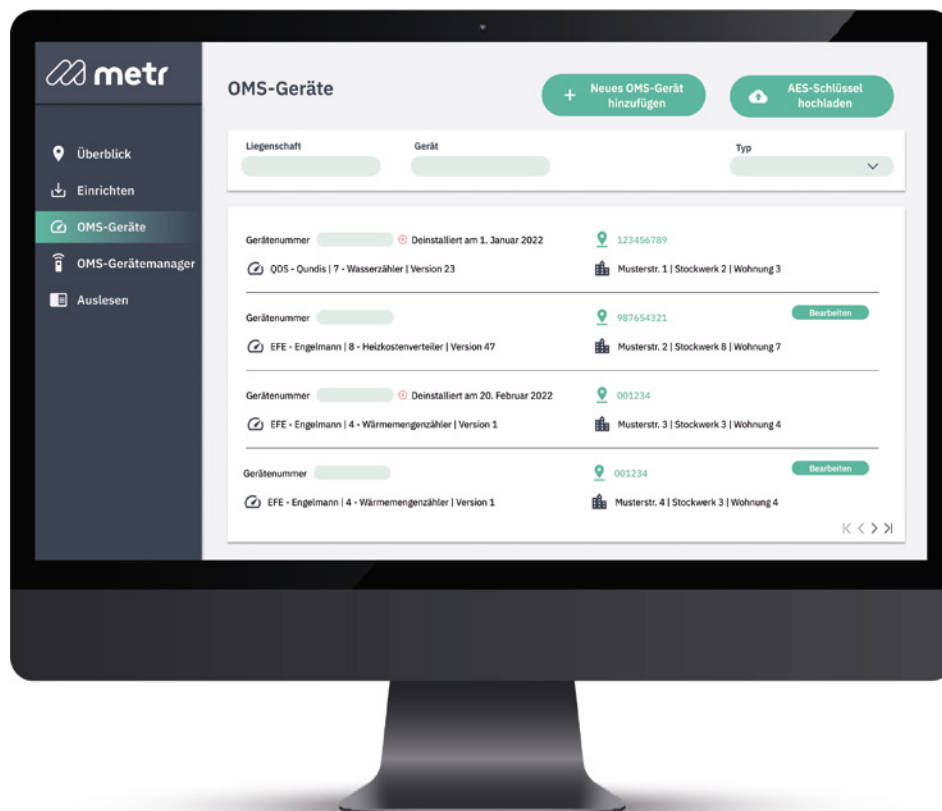 metr
Überblick
Einrichten
OMS-Geräte
OMS-Gerätemanager
Auslesen
OMS-Geräte
Neues OMS-Gerät
hinzufügen
AES-Schlüssel
hochladen
Liegenschaft
Gerät
Typ
Gerätenummer Deinstalliert am 1. Januar 2022 123456789
QDS - Qundis | 7 - Wasserzähler | Version 23 Musterstr. 1 | Stockwerk 2 | Wohnung 3
Gerätenummer 987654321 Bearbeiten
EFE - Engelmann | 8 - Heizkostenverteiler | Version 47 Musterstr. 2 | Stockwerk 8 | Wohnung 7
Gerätenummer Deinstalliert am 20. Februar 2022 001234
EFE - Engelmann | 4 - Wärmemengenzähler | Version 1 Musterstr. 3 | Stockwerk 3 | Wohnung 4
Gerätenummer 001234 Bearbeiten
EFE - Engelmann | 4 - Wärmemengenzähler | Version 1 Musterstr. 4 | Stockwerk 3 | Wohnung 4